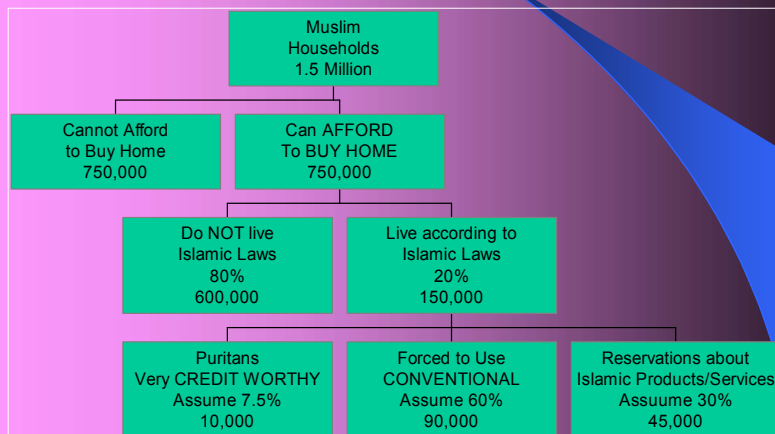 Muslim
Households
1.5 Million
Cannot Afford
to Buy Home
750,000
Can AFFORD
To BUY HOME
750,000
Do NOT live
Islamic Laws
80%
600,000
Live according to
Islamic Laws
20%
150,000
Puritans
Very CREDIT WORTHY
Assume 7.5%
10,000
Forced to Use
CONVENTIONAL
Assume 60%
90,000
Reservations about
Islamic Products/Services
Assuume 30%
45,000